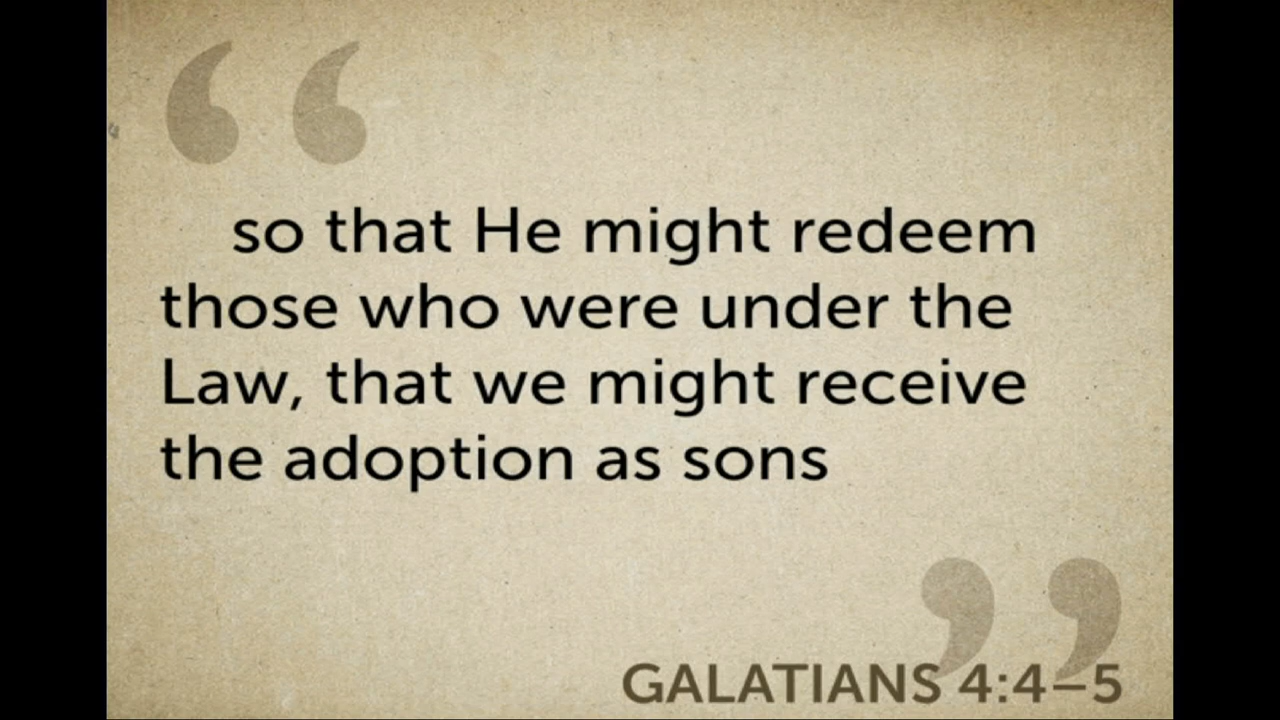 “
so that He might redeem
those who were under the
Law, that we might receive
the adoption as sons
”
GALATIANS 4:4–5